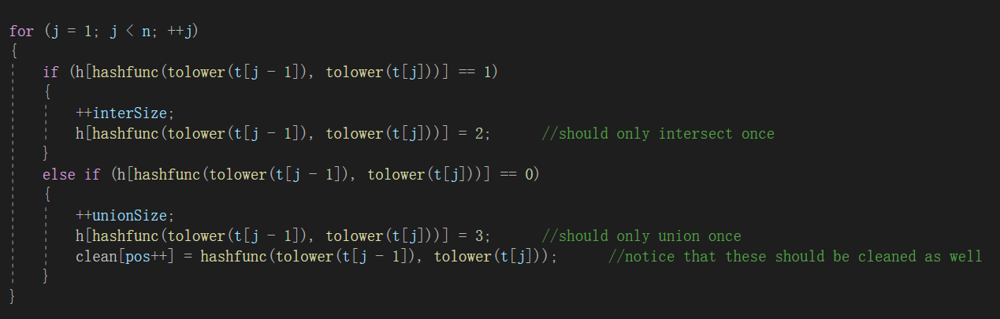 for (j = 1; j < n; ++j)
{
    if (h[hashfunc(tolower(t[j - 1]), tolower(t[j]))] == 1)
    {
        ++interSize;
        h[hashfunc(tolower(t[j - 1]), tolower(t[j]))] = 2;      //should only intersect once
    }
    else if (h[hashfunc(tolower(t[j - 1]), tolower(t[j]))] == 0)
    {
        ++unionSize;
        h[hashfunc(tolower(t[j - 1]), tolower(t[j]))] = 3;      //should only union once
        clean[pos++] = hashfunc(tolower(t[j - 1]), tolower(t[j]));      //notice that these should be cleaned as well
    }
}